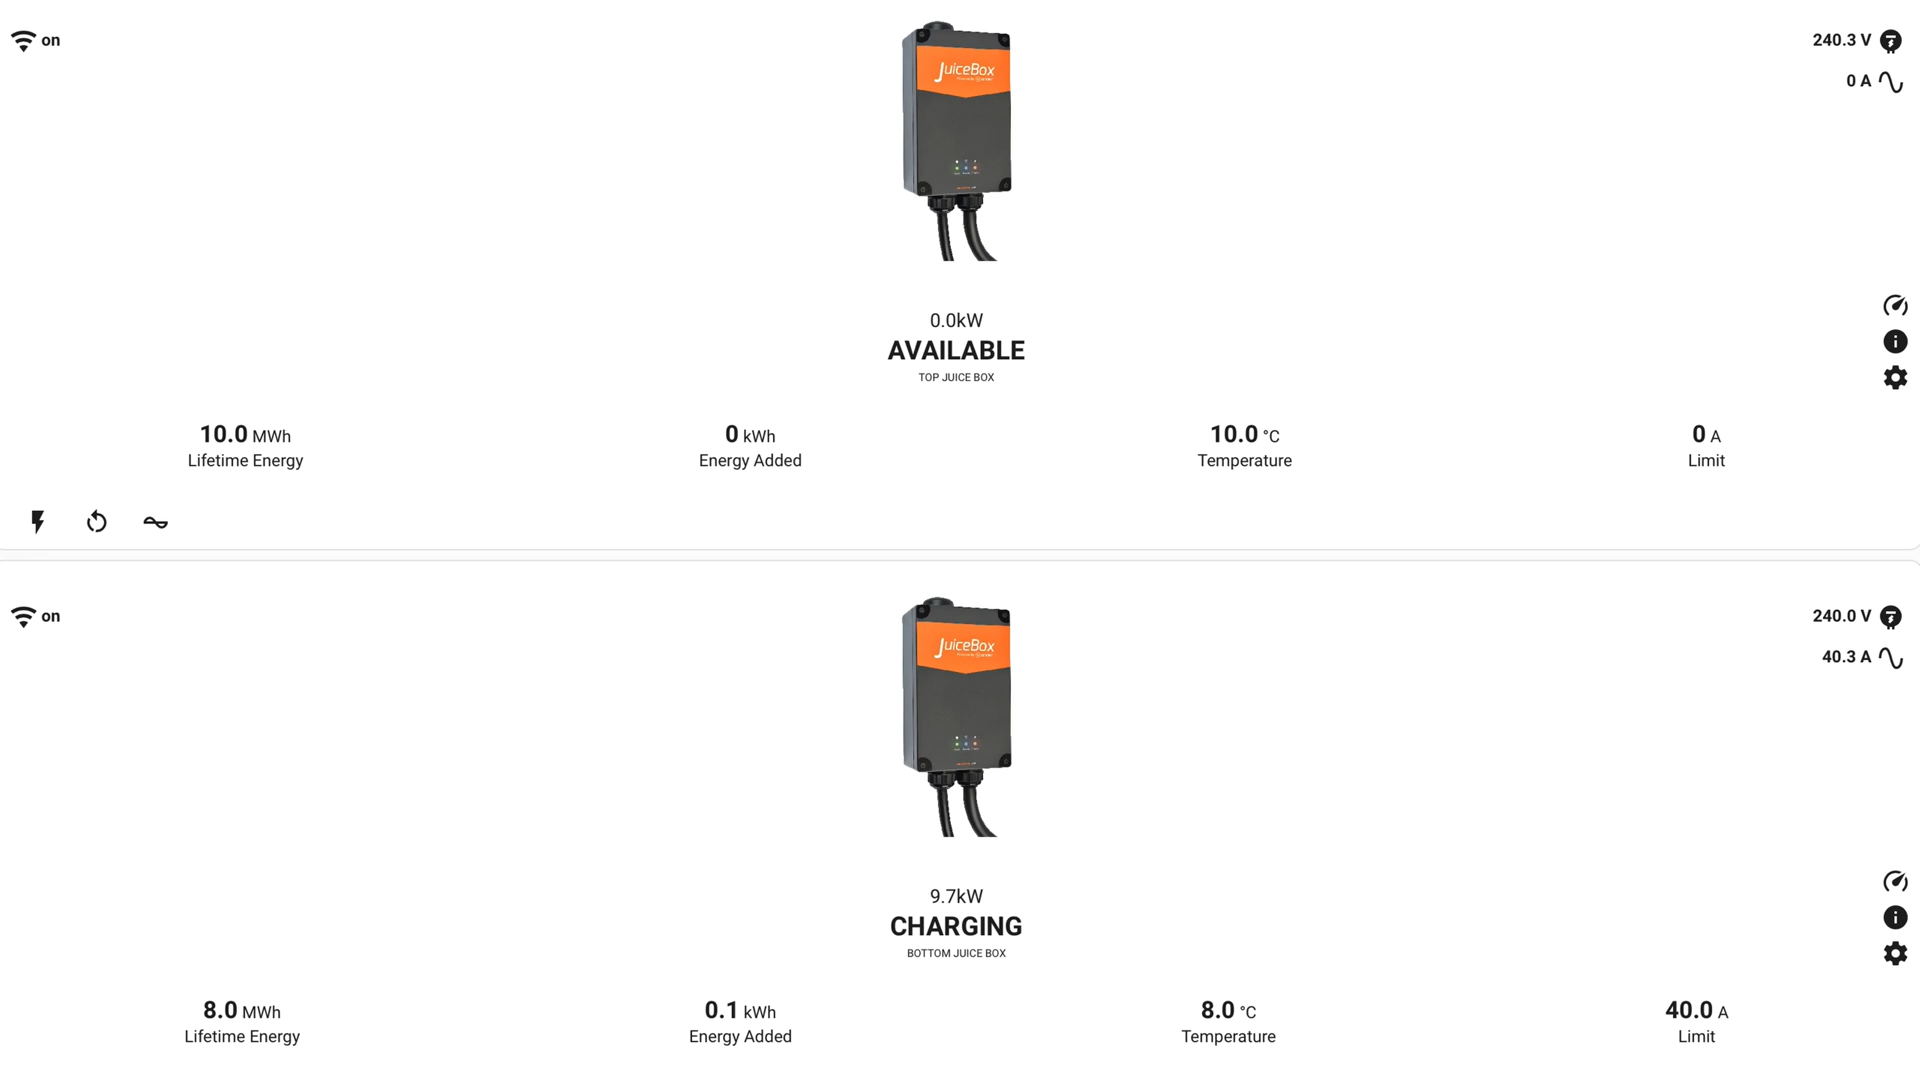 on
240.3 V
0 A
JuiceBox
0.0kW
AVAILABLE
TOP JUICE BOX
10.0 MWh
Lifetime Energy
0 kWh
Energy Added
10.0 °C
Temperature
0 A
Limit
on
240.0 V
40.3 A
JuiceBox
9.7kW
CHARGING
BOTTOM JUICE BOX
8.0 MWh
Lifetime Energy
0.1 kWh
Energy Added
8.0 °C
Temperature
40.0 A
Limit